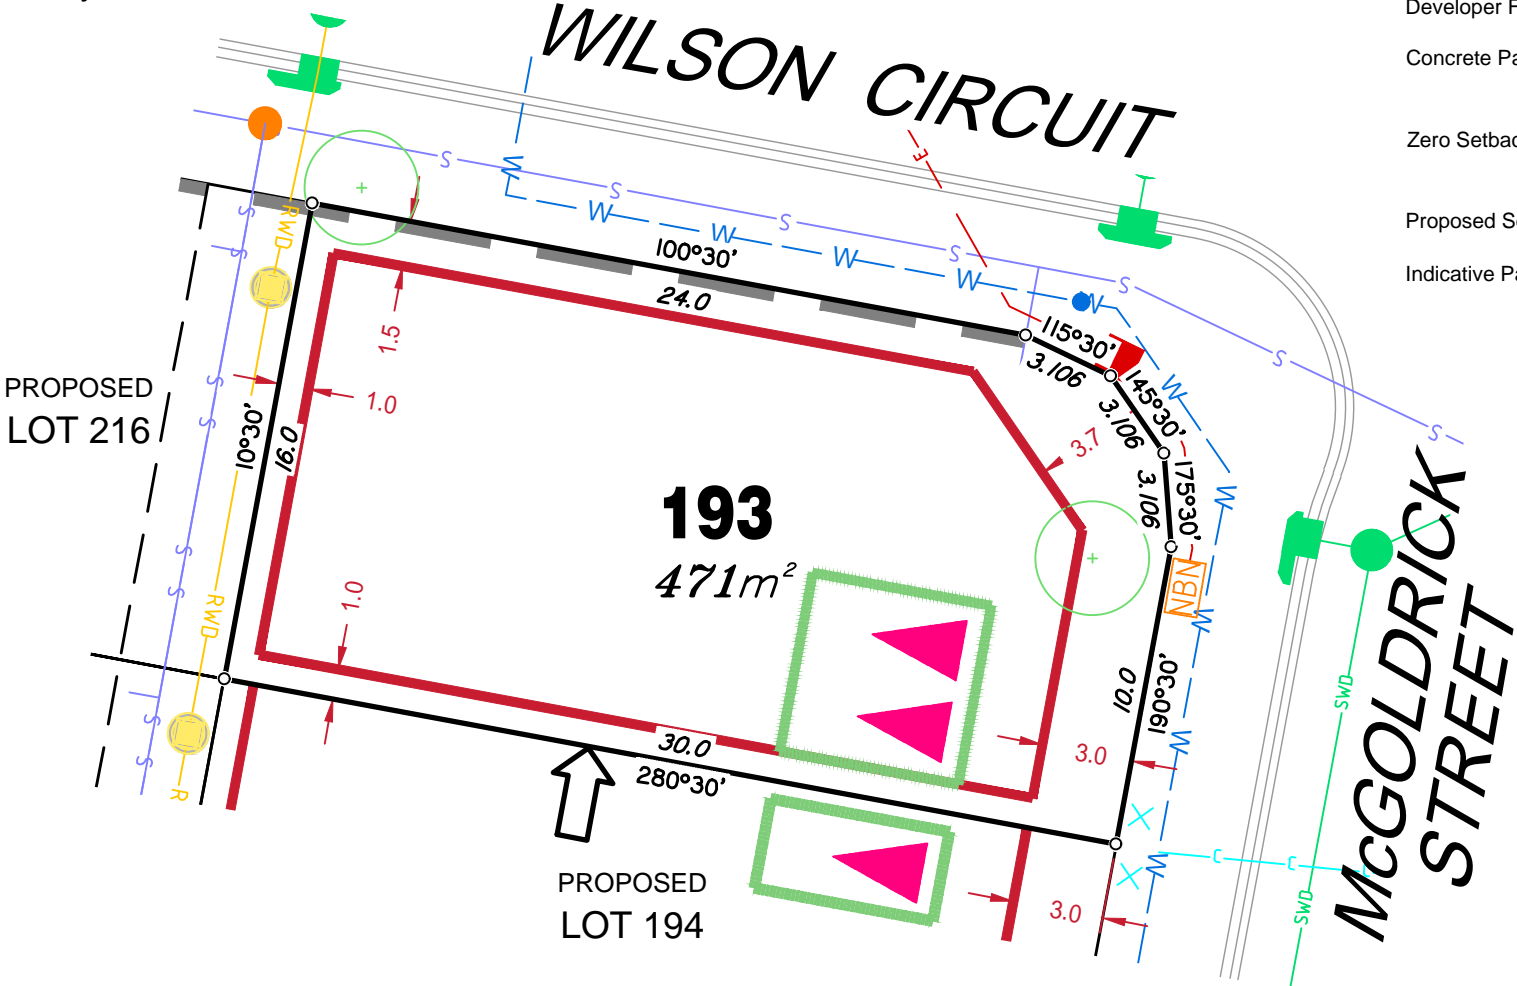 Developer F
Concrete Pa
Zero Setbac
Proposed Se
Indicative Pa
WILSON CIRCUIT
McGOLDRICK
STREET
E
S
S
S
S
S
S
S
W
W
W
W
W
W
100°30'
24.0
115°30'
3.106
145°30'
3.106
175°30'
3.106
1.5
1.0
3.7
PROPOSED
LOT 216
10°30'
16.0
RWD
S
S
S
S
S
S
S
S
RWD
R
193
471m²
1.0
NBN
W
W
W
W
W
10.0
190°30'
3.0
30.0
280°30'
PROPOSED
LOT 194
3.0
C
C
SWD
SWD